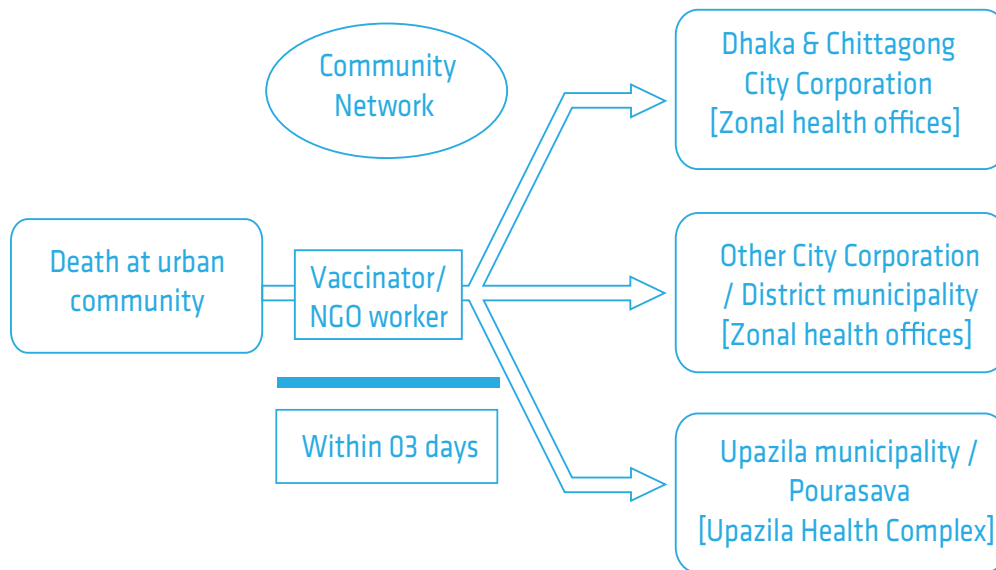 Community
Network
Dhaka & Chittagong
City Corporation
[Zonal health offices]
Death at urban
community
Vaccinator/
NGO worker
Other City Corporation
/ District municipality
[Zonal health offices]
Within 03 days
Upazila municipality /
Pourasava
[Upazila Health Complex]